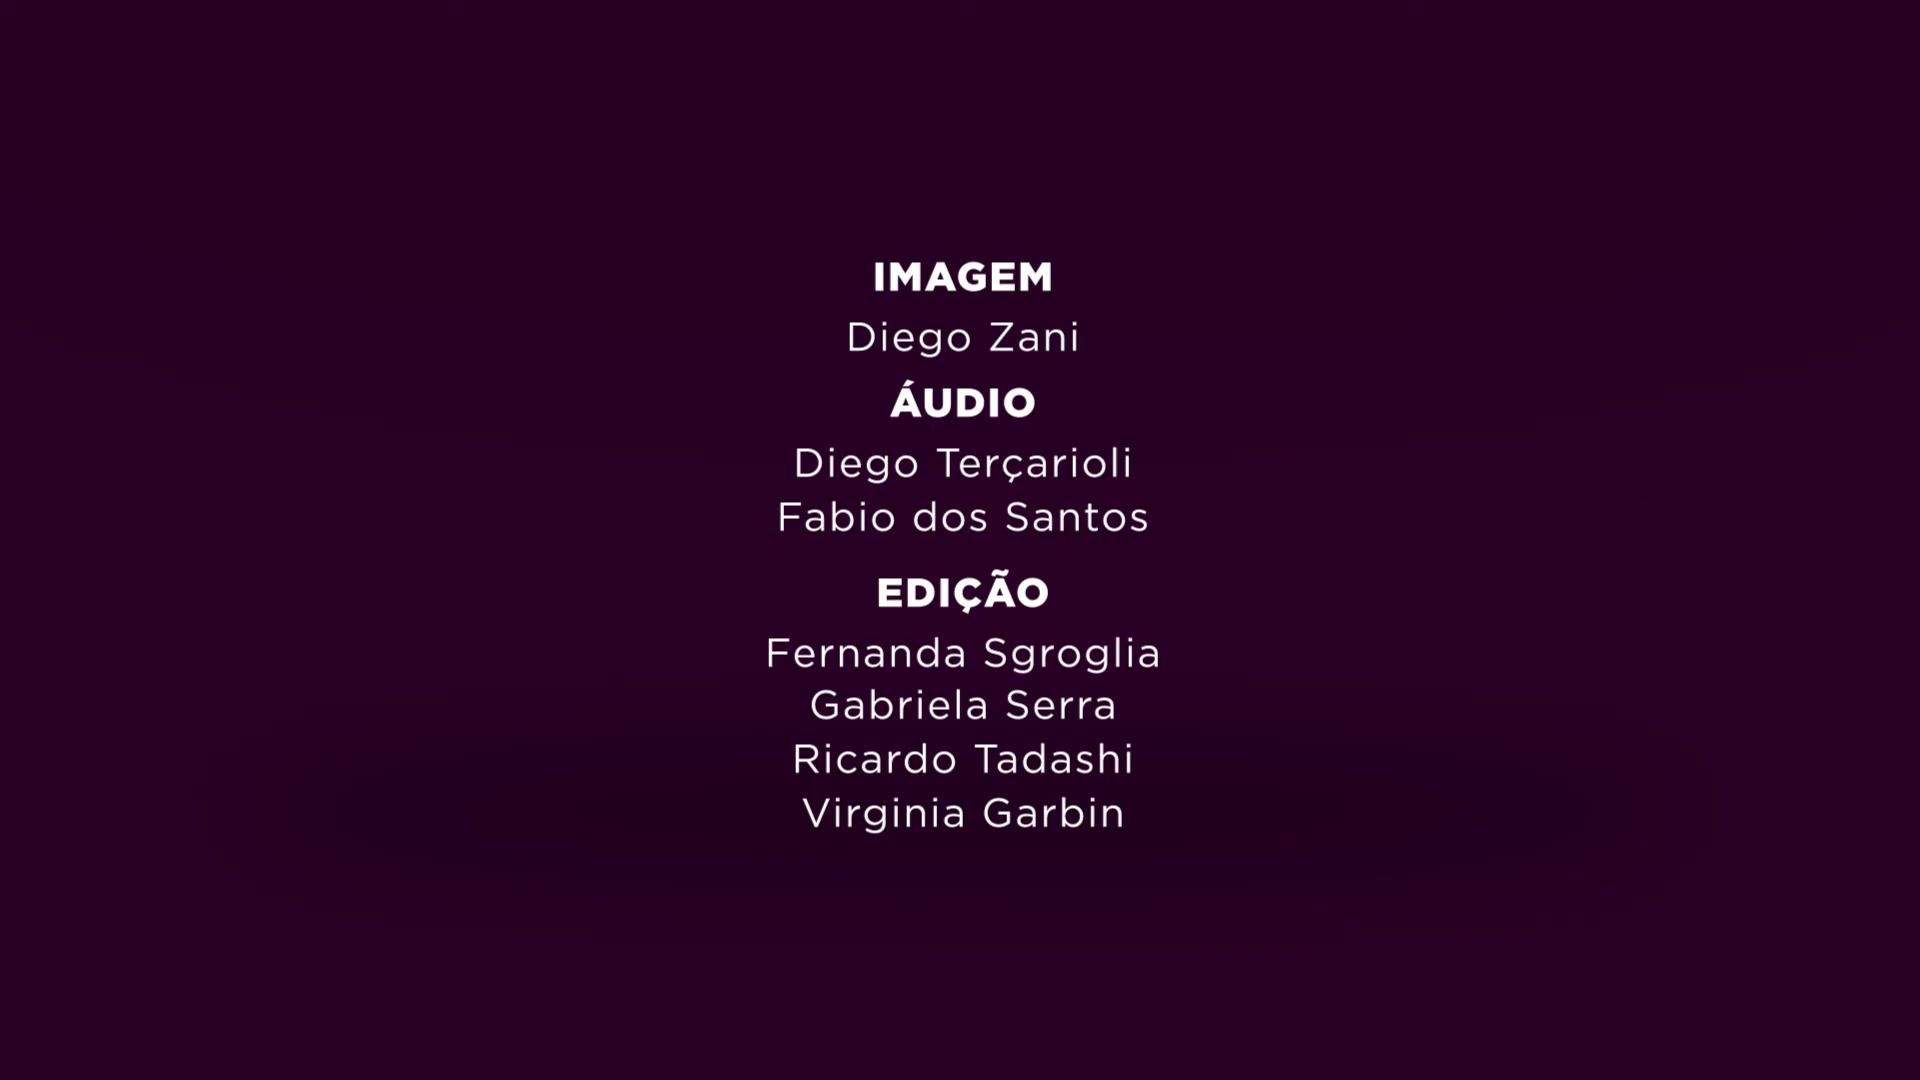 IMAGEM
Diego Zani
ÁUDIO
Diego Terçarioli
Fabio dos Santos
EDIÇÃO
Fernanda Sgroglia
Gabriela Serra
Ricardo Tadashi
Virginia Garbin